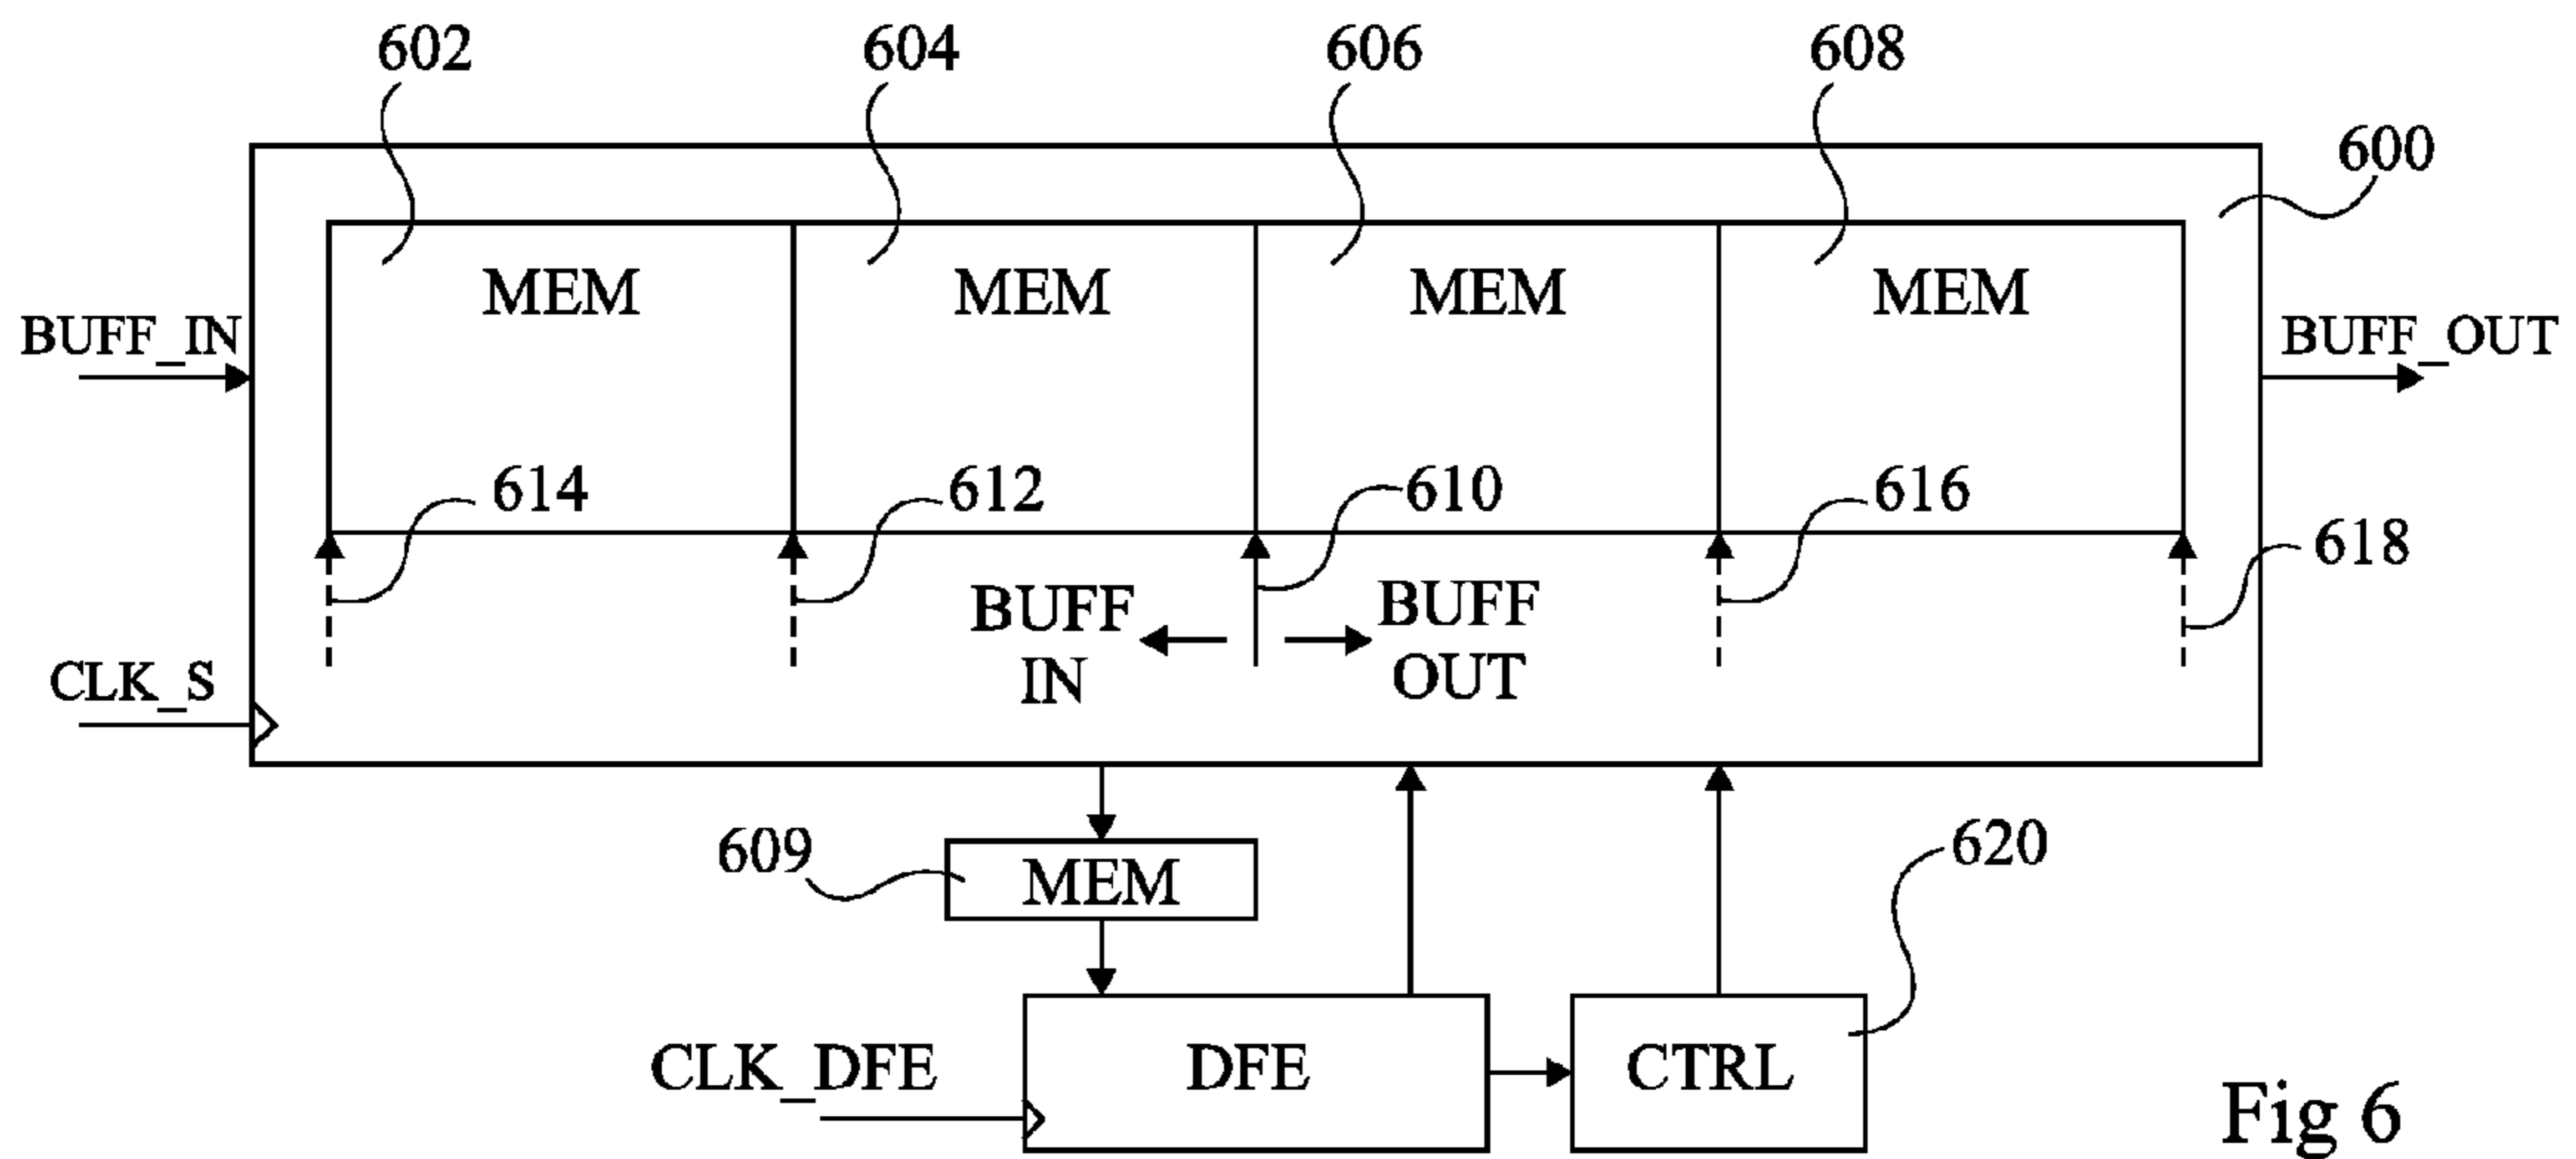 602 604 606 608
600
MEM MEM MEM MEM
BUFF_IN BUFF_OUT
614 612 610 616
618
BUFF IN
BUFF OUT
CLK_S
609 MEM
620
CLK_DFE DFE CTRL
Fig 6